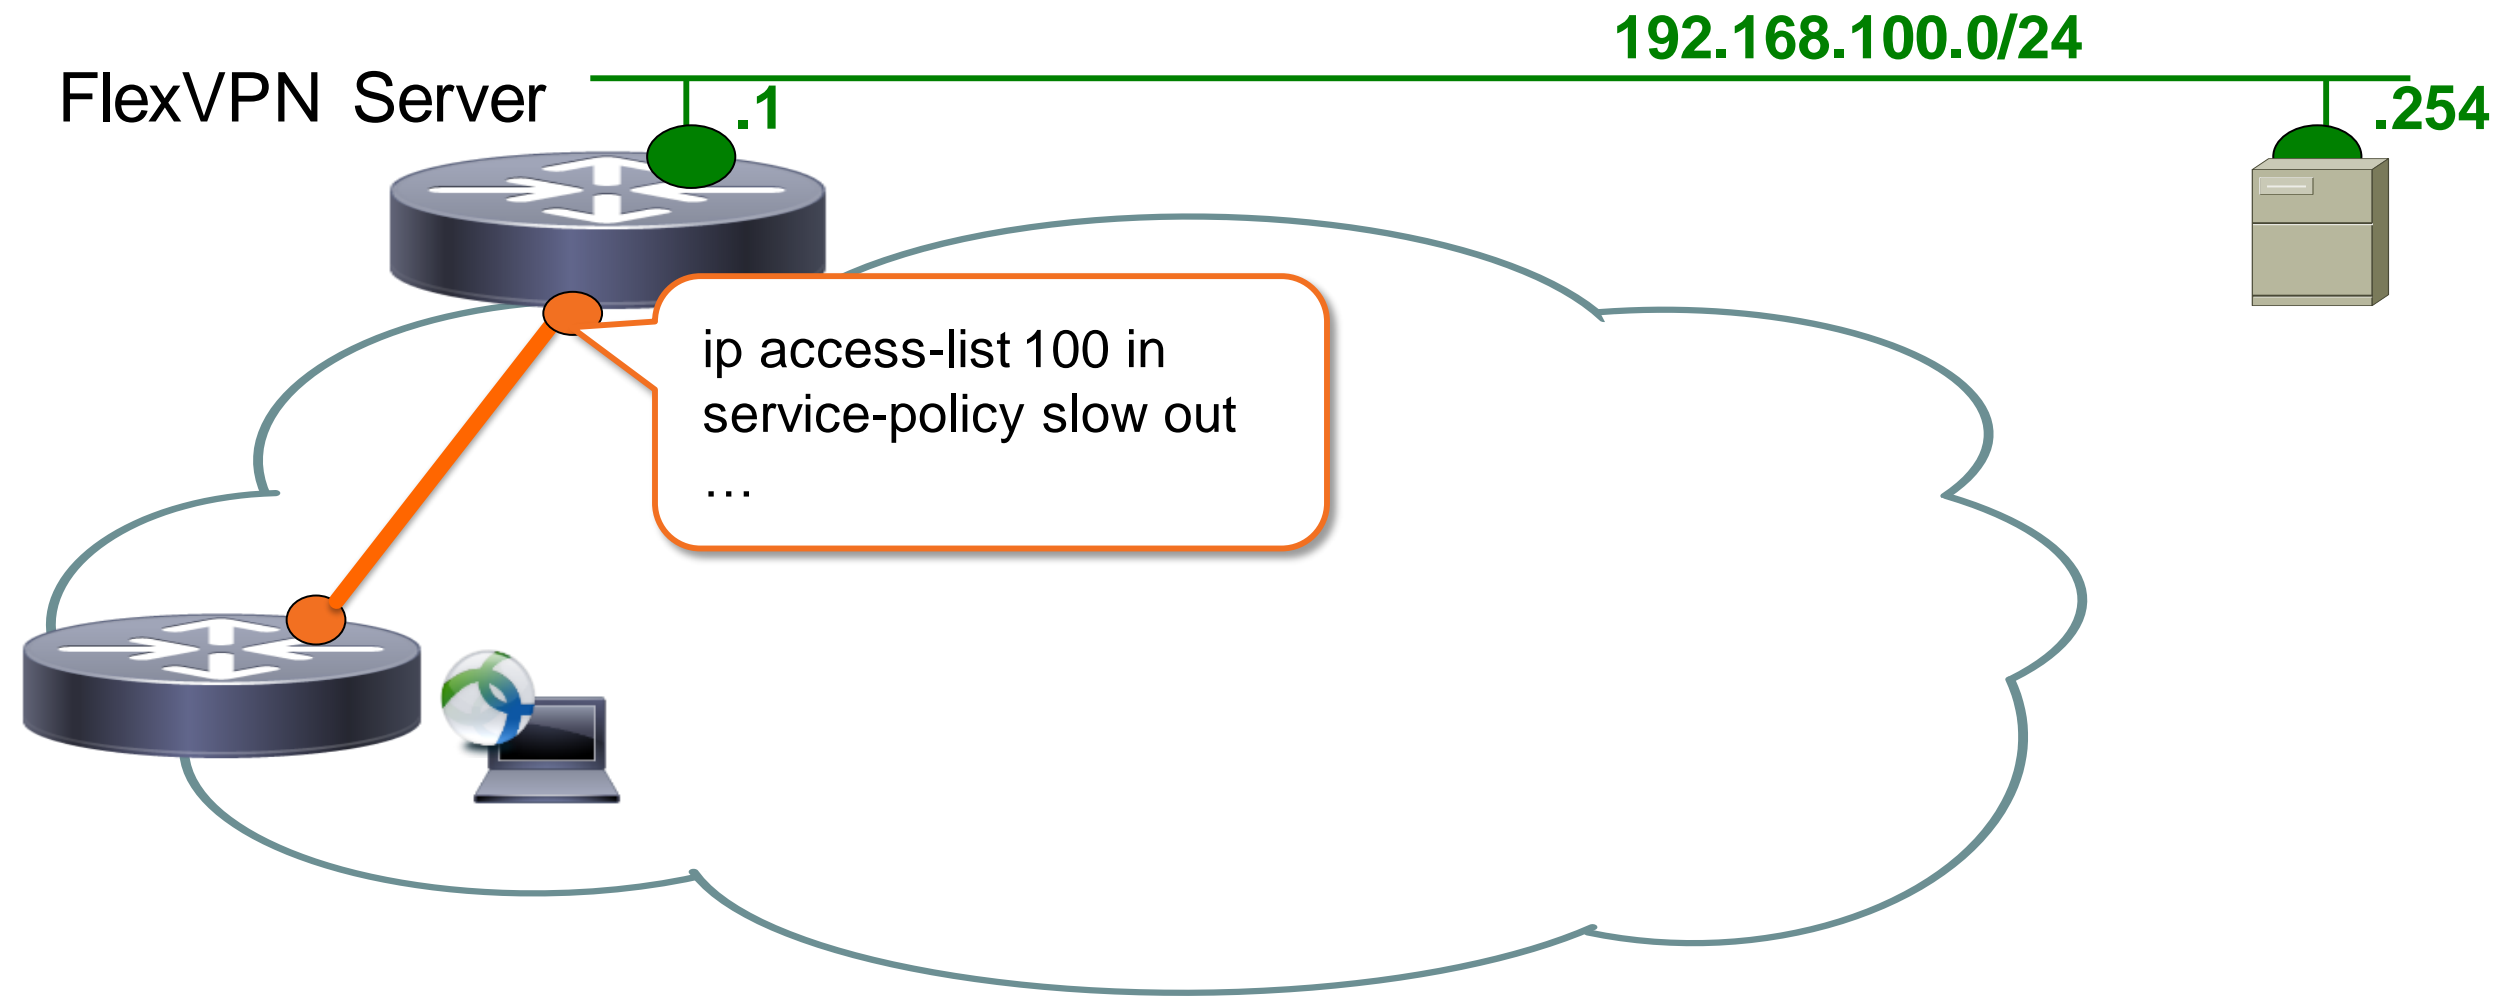 192.168.100.0/24
FlexVPN Server
.1
.254
ip access-list 100 in
service-policy slow out
…